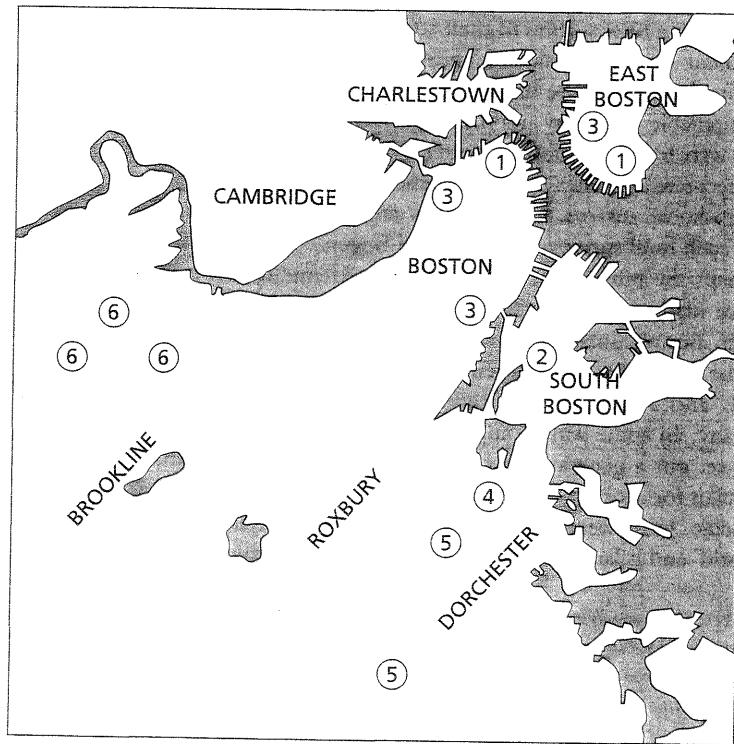 EAST
BOSTON
CHARLESTOWN
3
1
1
CAMBRIDGE
3
BOSTON
3
6
6
6
2
SOUTH
BOSTON
BROOKLINE
ROXBURY
4
5
DORCHESTER
5